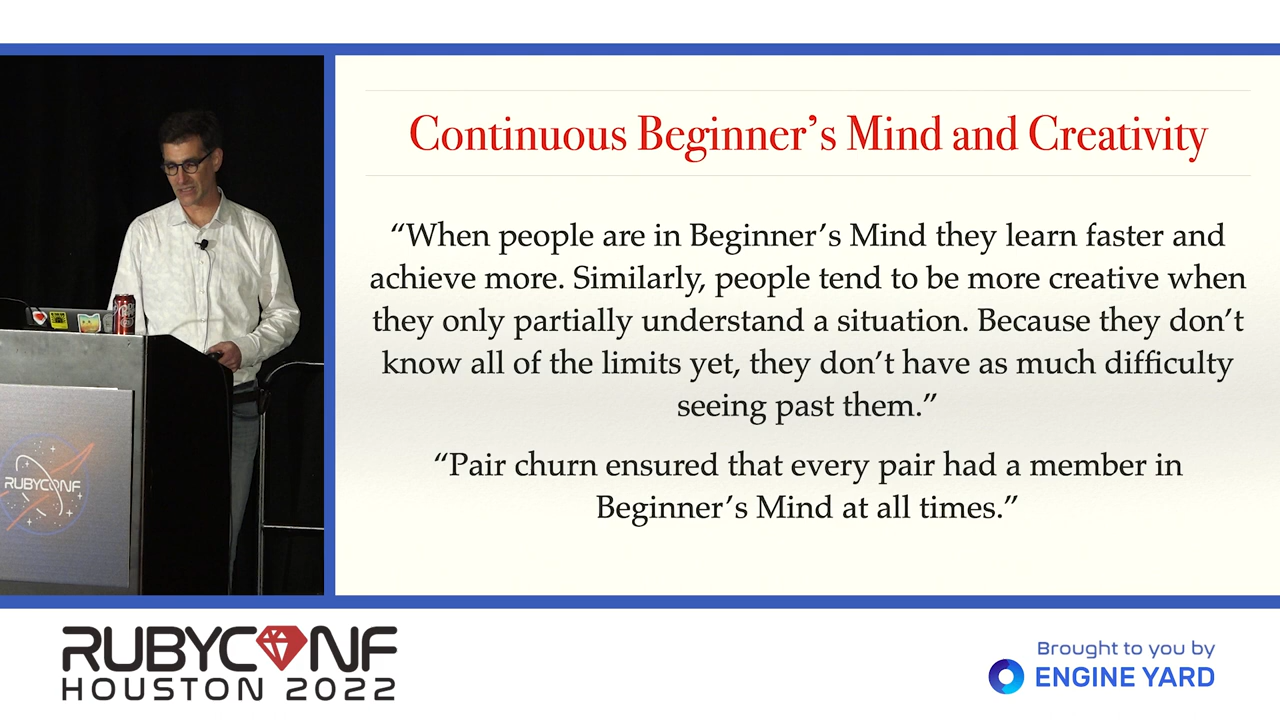 Continuous Beginner’s Mind and Creativity
“When people are in Beginner’s Mind they learn faster and
achieve more. Similarly, people tend to be more creative when
they only partially understand a situation. Because they don’t
know all of the limits yet, they don’t have as much difficulty
seeing past them.”
“Pair churn ensured that every pair had a member in
Beginner’s Mind at all times.”
RUBYCONF
RUBYCONF
HOUSTON 2022
Brought to you by
ENGINE YARD